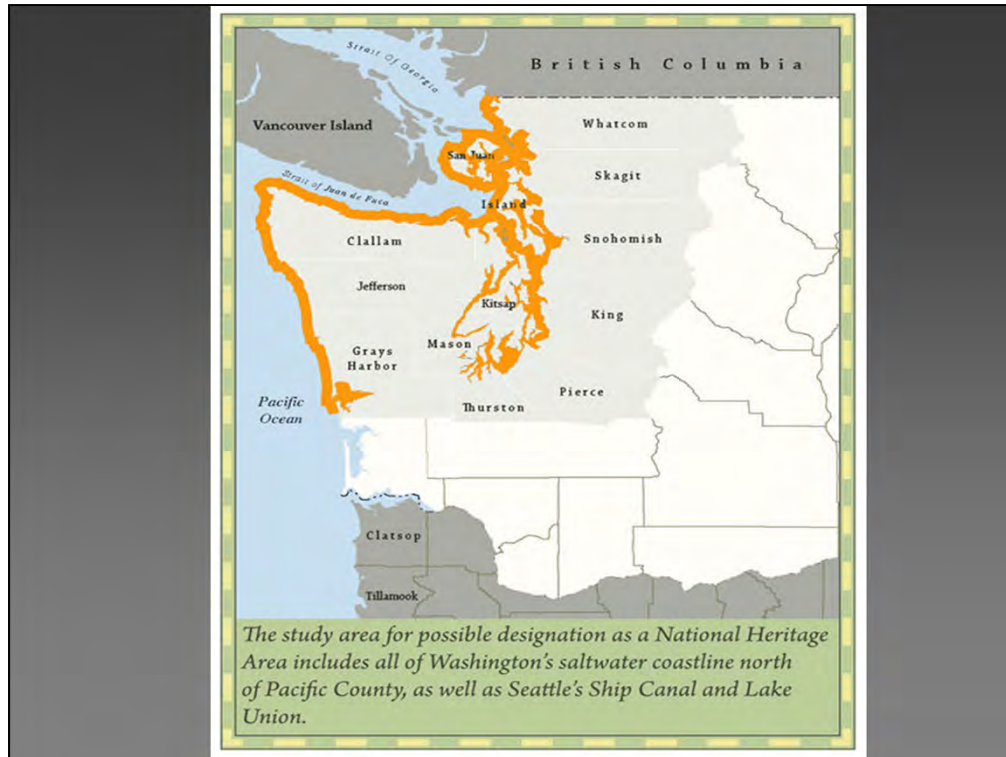 Strait Of Georgia
British Columbia
Vancouver Island
Whatcom
San Juan
Skagit
Strait of Juan de Fuca
Island
Clallam
Snohomish
Jefferson
Kitsap
King
Mason
Grays
Harbor
Pierce
Pacific
Ocean
Thurston
Clatsop
Tillamook
The study area for possible designation as a National Heritage
Area includes all of Washington's saltwater coastline north
of Pacific County, as well as Seattle's Ship Canal and Lake
Union.